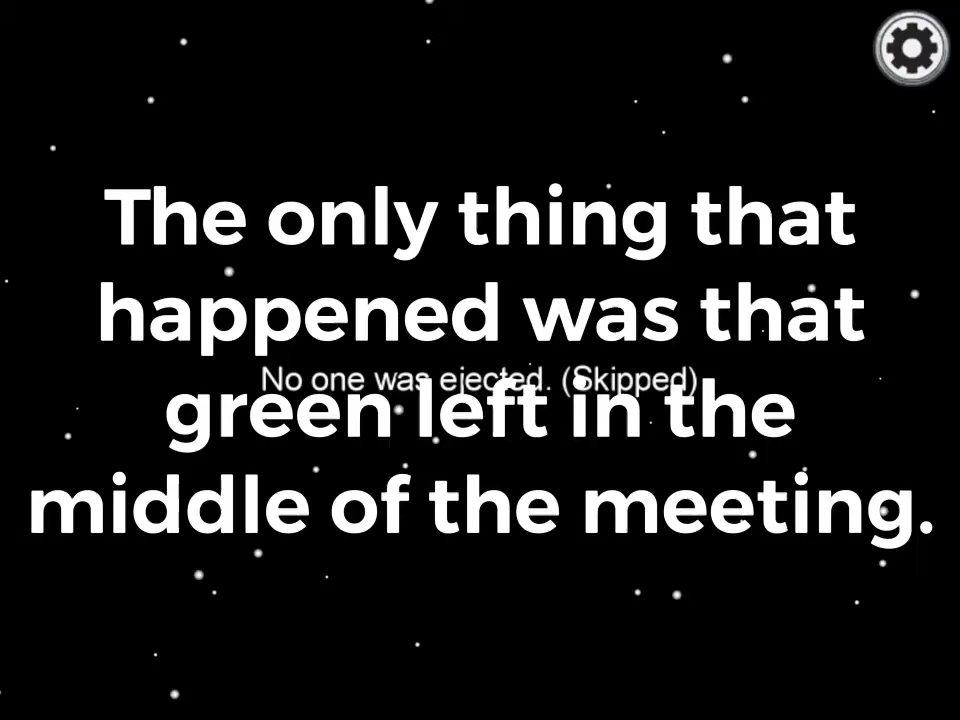 The only thing that
happened was that
No one was ejected. (Skipped)
green left in the
middle of the meeting.